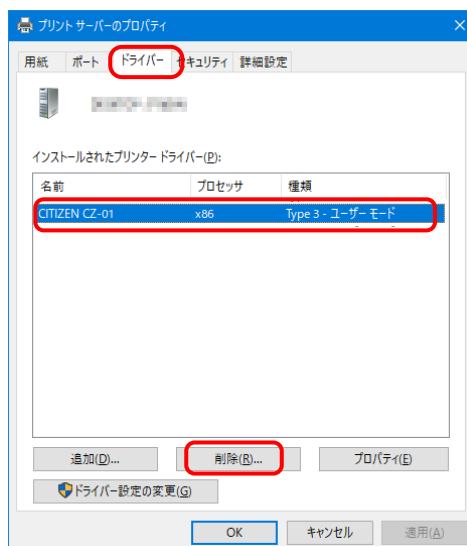 プリント サーバーのプロパティ
用紙 ポート ドライバー セキュリティ 詳細設定
インストールされたプリンター ドライバー(P):
名前 プロセッサ 種類
CITIZEN CZ-01 x86 Type 3 - ユーザー モード
追加(D)... 削除(R)... プロパティ(E)
ドライバー設定の変更(G)
OK キャンセル 適用(A)